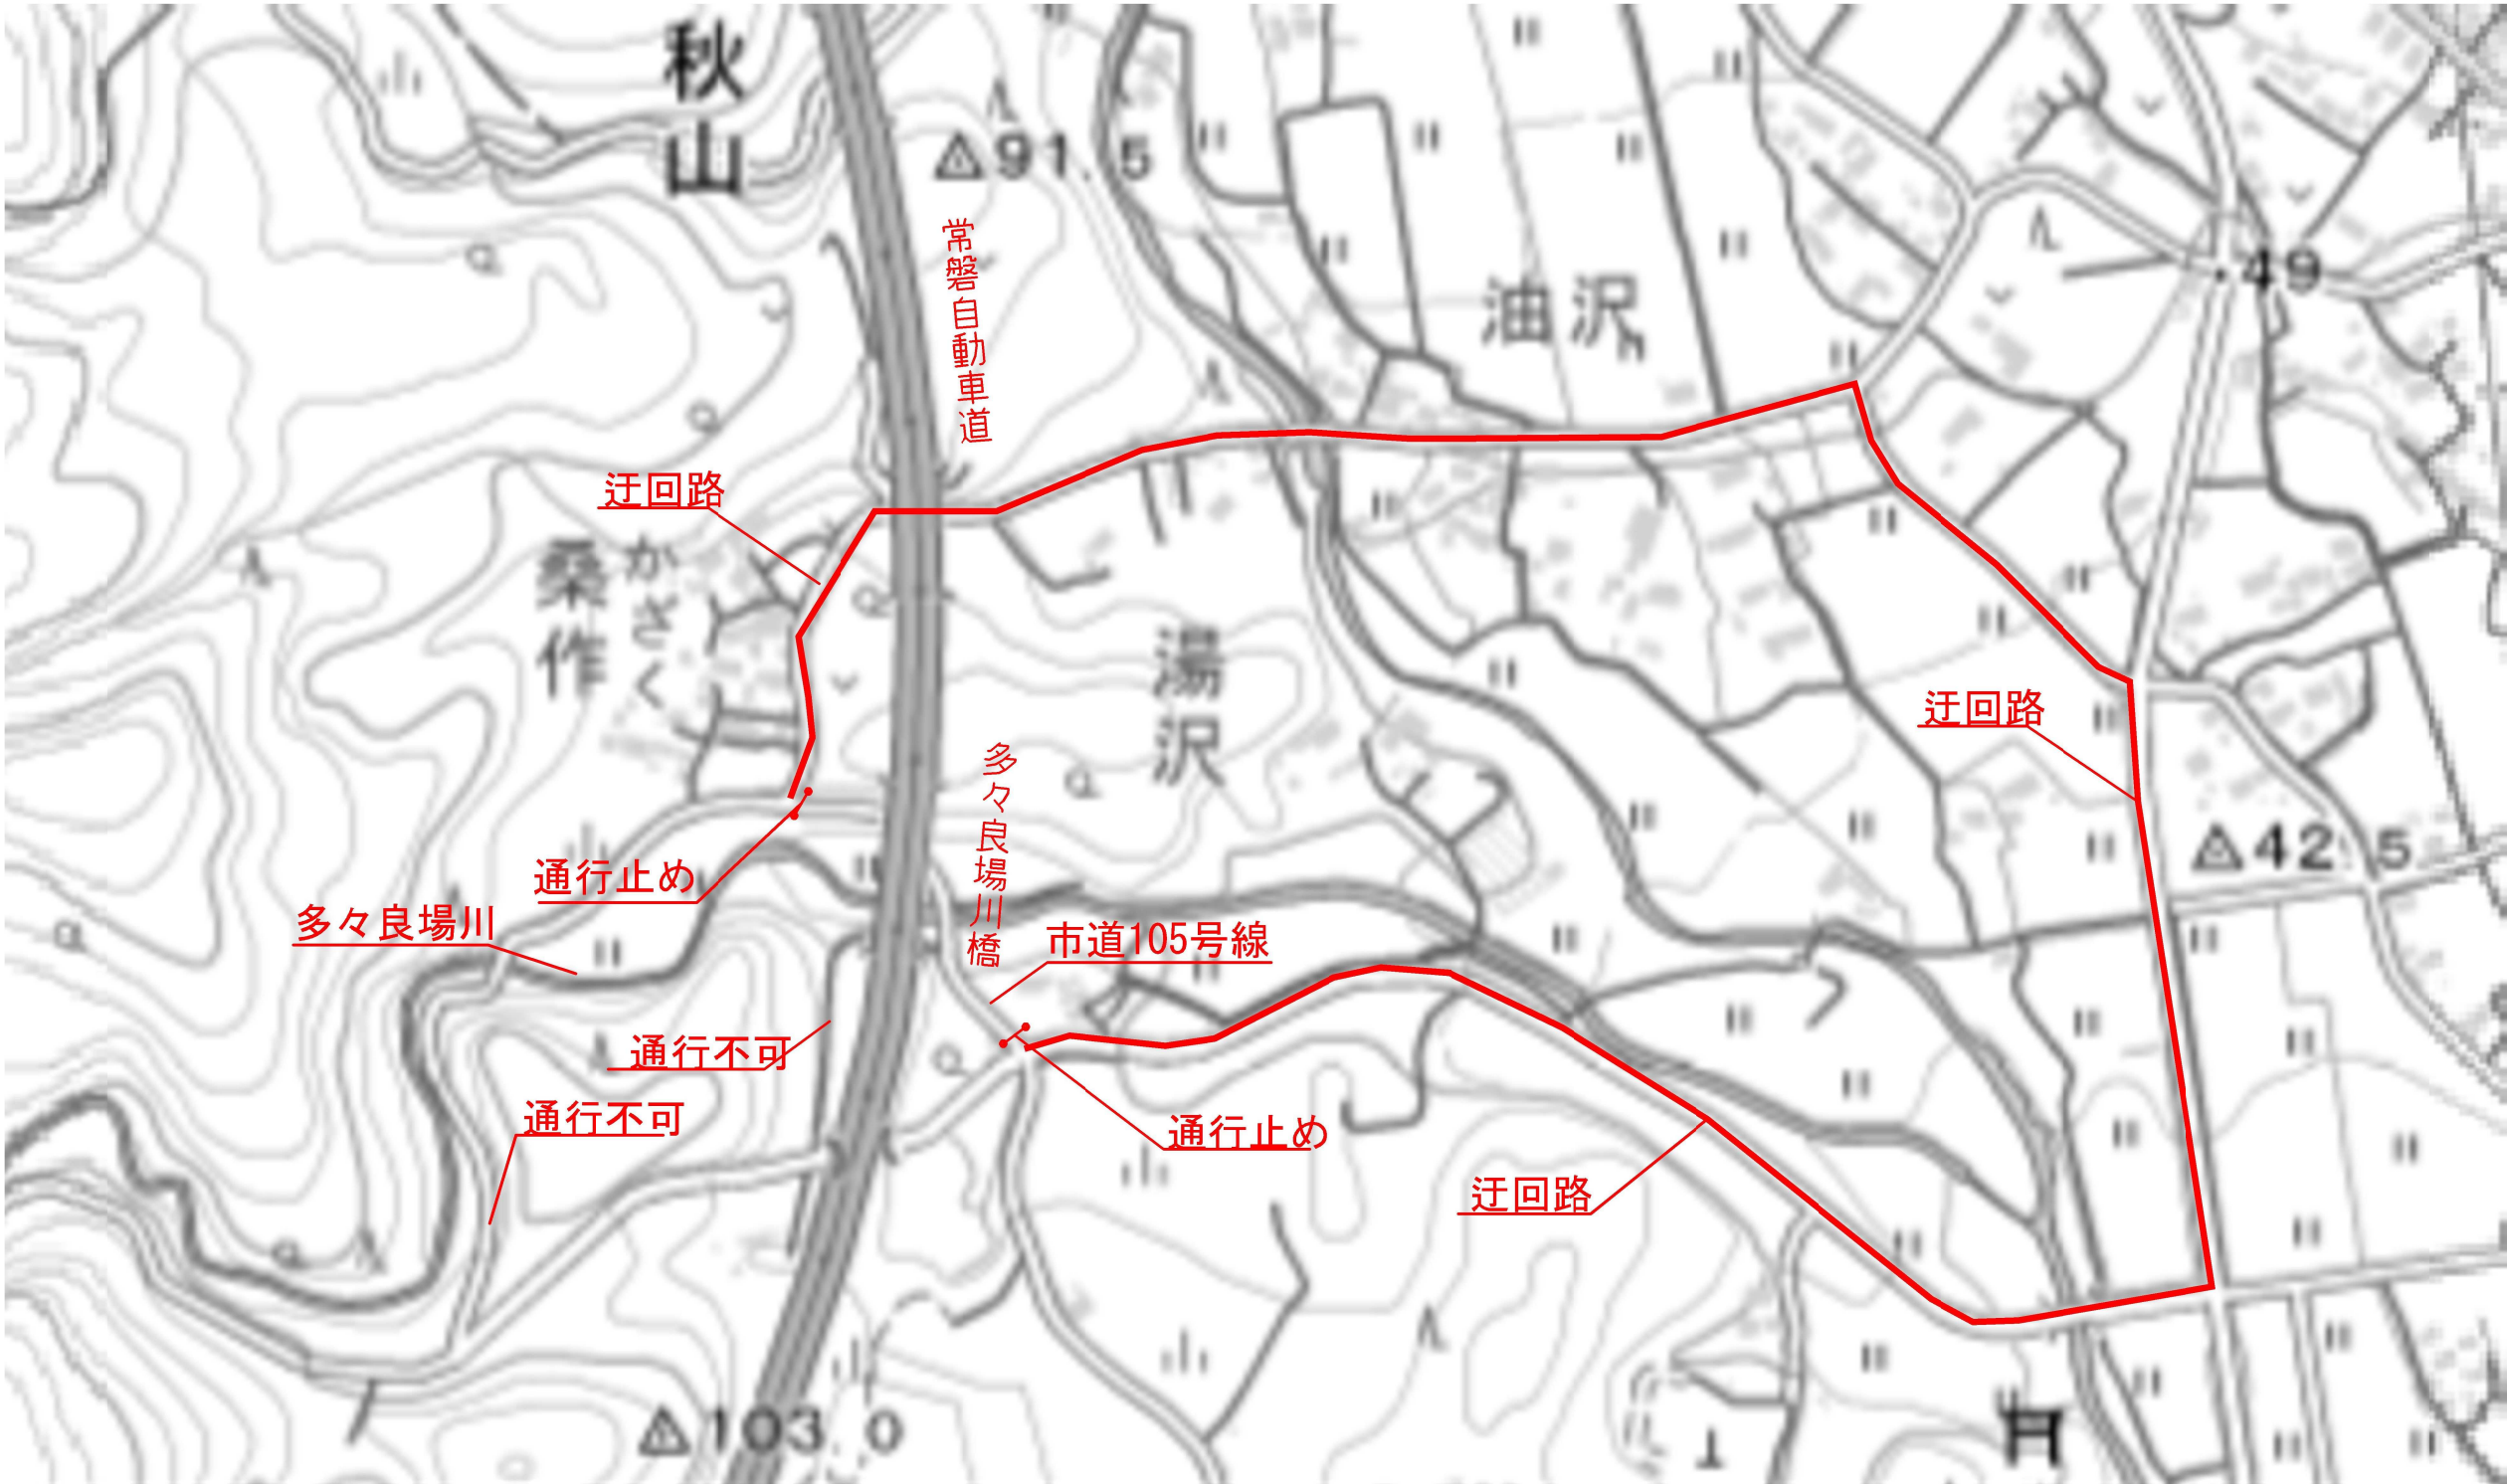 秋山
△91.5
常磐自動車道
油沢
・49
迂回路
桑作
かざく
湯沢
迂回路
多々良場川橋
通行止め
△42.5
多々良場川
市道105号線
通行不可
通行不可
通行止め
迂回路
△103.0